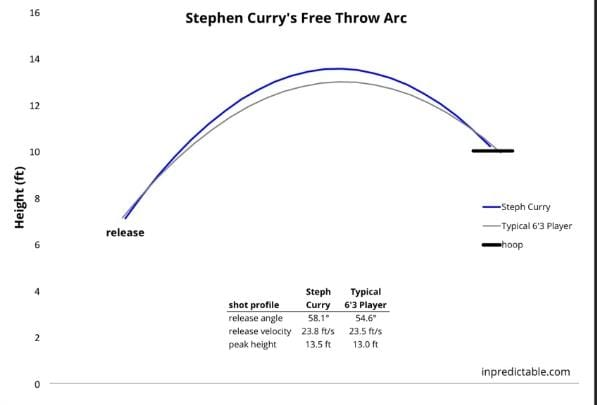 Stephen Curry's Free Throw Arc
16
14
12
10
8
6
4
2
0
Height (ft)
release
Steph Curry
Typical 6'3 Player
hoop
Steph Typical
shot profile Curry 6'3 Player
release angle 58.1° 54.6°
release velocity 23.8 ft/s 23.5 ft/s
peak height 13.5 ft 13.0 ft
inpredictable.com